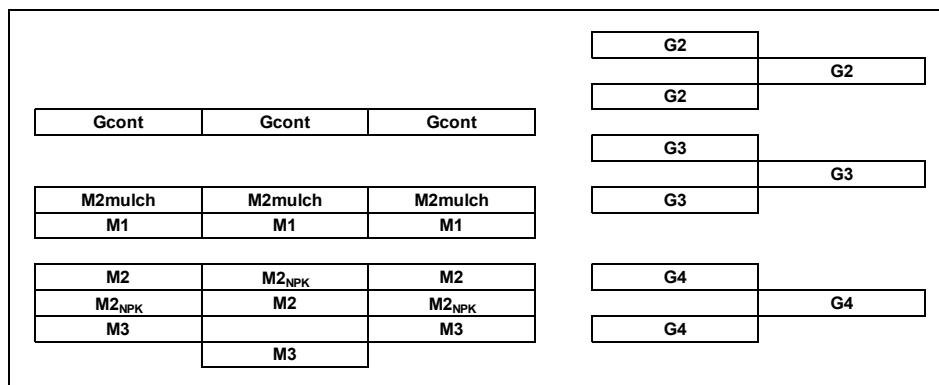 G2
G2
G2
Gcont Gcont Gcont
G3
G3
G3
M2mulch M2mulch M2mulch
M1 M1 M1
M2 M2NPK M2 G4
M2NPK M2 M2NPK G4
M3 M3 G4
M3